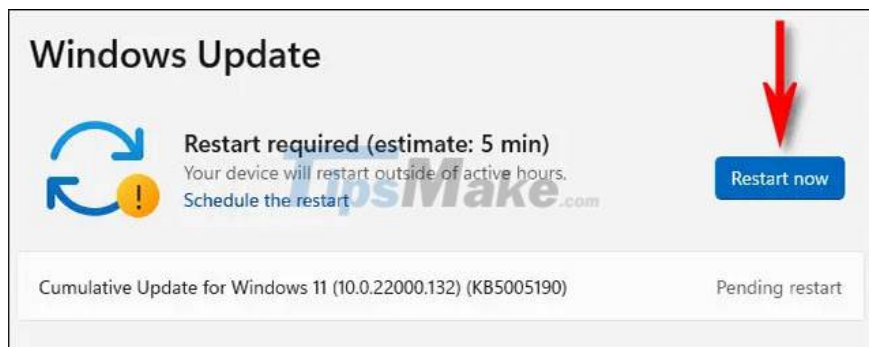 Windows Update
Restart required (estimate: 5 min)
Your device will restart outside of active hours.
Schedule the restart
Restart now
TipsMake.com
Cumulative Update for Windows 11 (10.0.22000.132) (KB5005190)
Pending restart